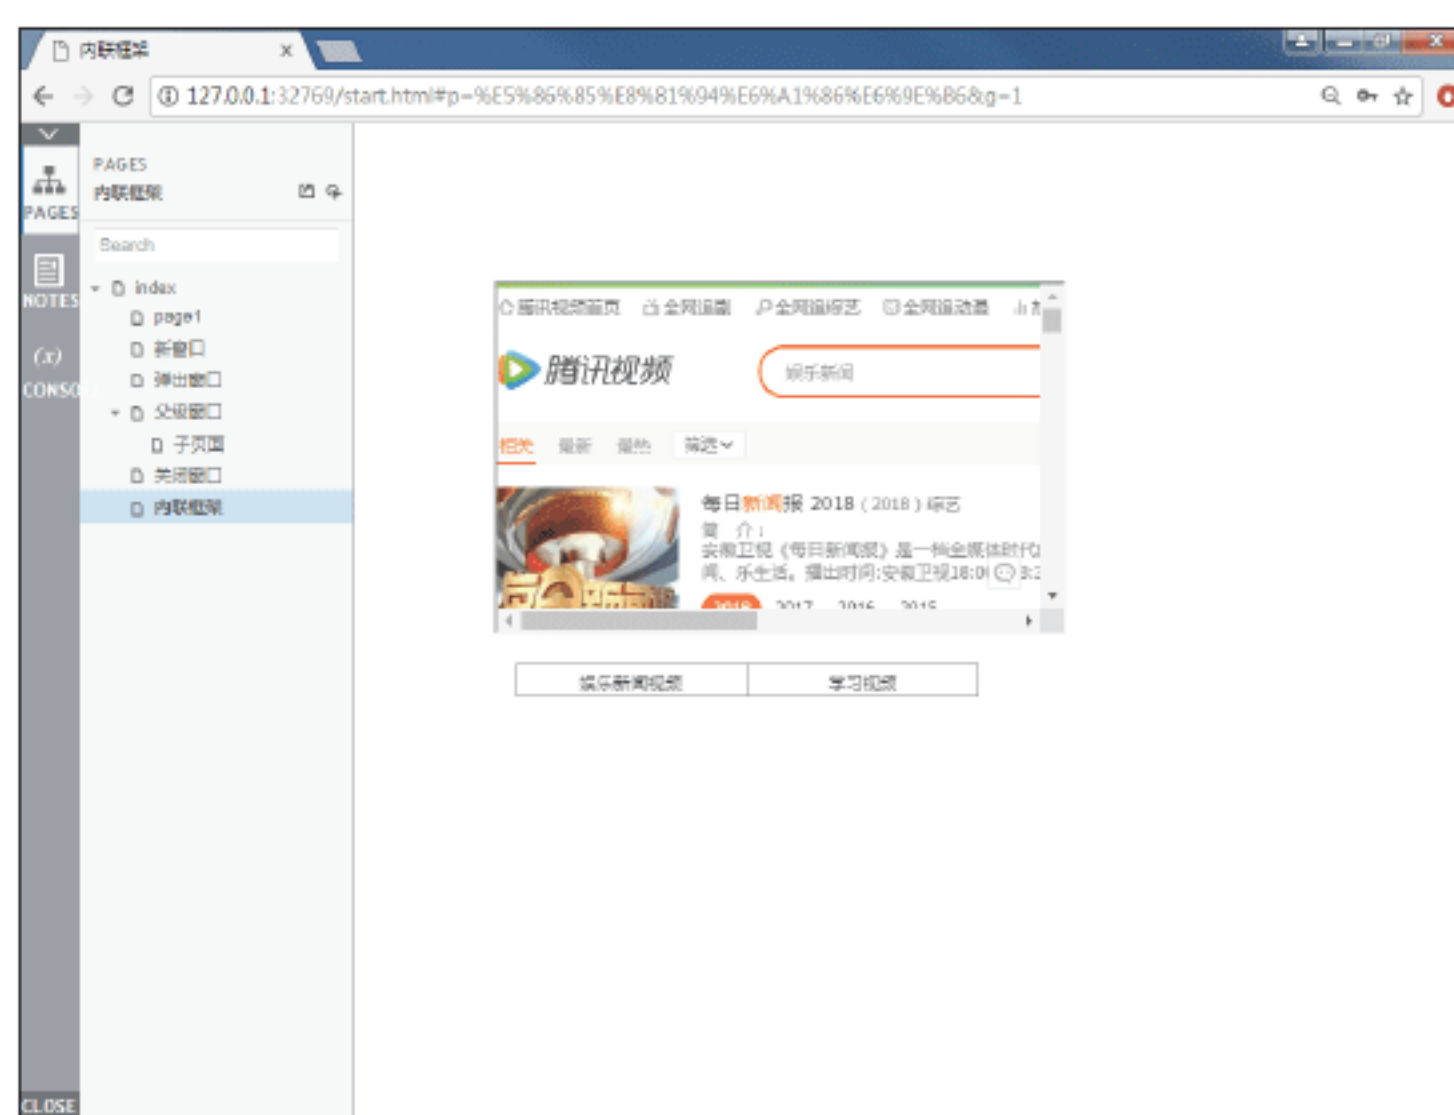 内联框架
127.0.0.1:32769/start.html#p=%E5%86%85%E8%81%94%E6%A1%86%E6%9E%B6&g=1
PAGES
内联框架
PAGES
Search
NOTES
index
page1
新窗口
(x)
CONSO
弹出窗口
父级窗口
子页面
关闭窗口
内联框架
腾讯视频首页 全网追剧 全网追综艺 全网追动漫
腾讯视频
娱乐新闻
相关 最新 最热 筛选
每日新闻报 2018 (2018) 综艺
简 介:
安徽卫视《每日新闻报》是一档全媒体时代
闻、乐生活。播出时间:安徽卫视18:0
2018 2017 2016 2015
娱乐新闻视频 学习视频
CLOSE